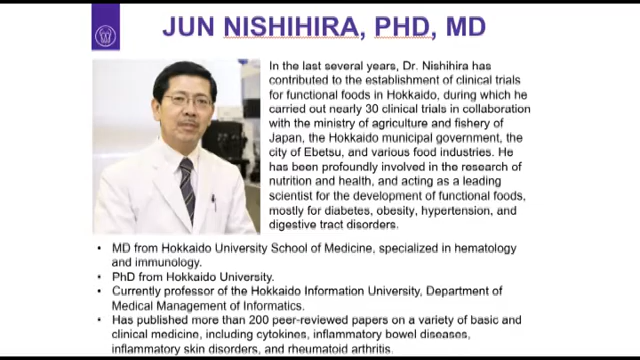 JUN NISHIHIRA, PHD, MD
In the last several years, Dr. Nishihira has
contributed to the establishment of clinical trials
for functional foods in Hokkaido, during which he
carried out nearly 30 clinical trials in collaboration
with the ministry of agriculture and fishery of
Japan, the Hokkaido municipal government, the
city of Ebetsu, and various food industries. He
has been profoundly involved in the research of
nutrition and health, and acting as a leading
scientist for the development of functional foods,
mostly for diabetes, obesity, hypertension, and
digestive tract disorders.
• MD from Hokkaido University School of Medicine, specialized in hematology
and immunology.
• PhD from Hokkaido University.
• Currently professor of the Hokkaido Information University, Department of
Medical Management of Informatics.
• Has published more than 200 peer-reviewed papers on a variety of basic and
clinical medicine, including cytokines, inflammatory bowel diseases,
inflammatory skin disorders, and rheumatoid arthritis.